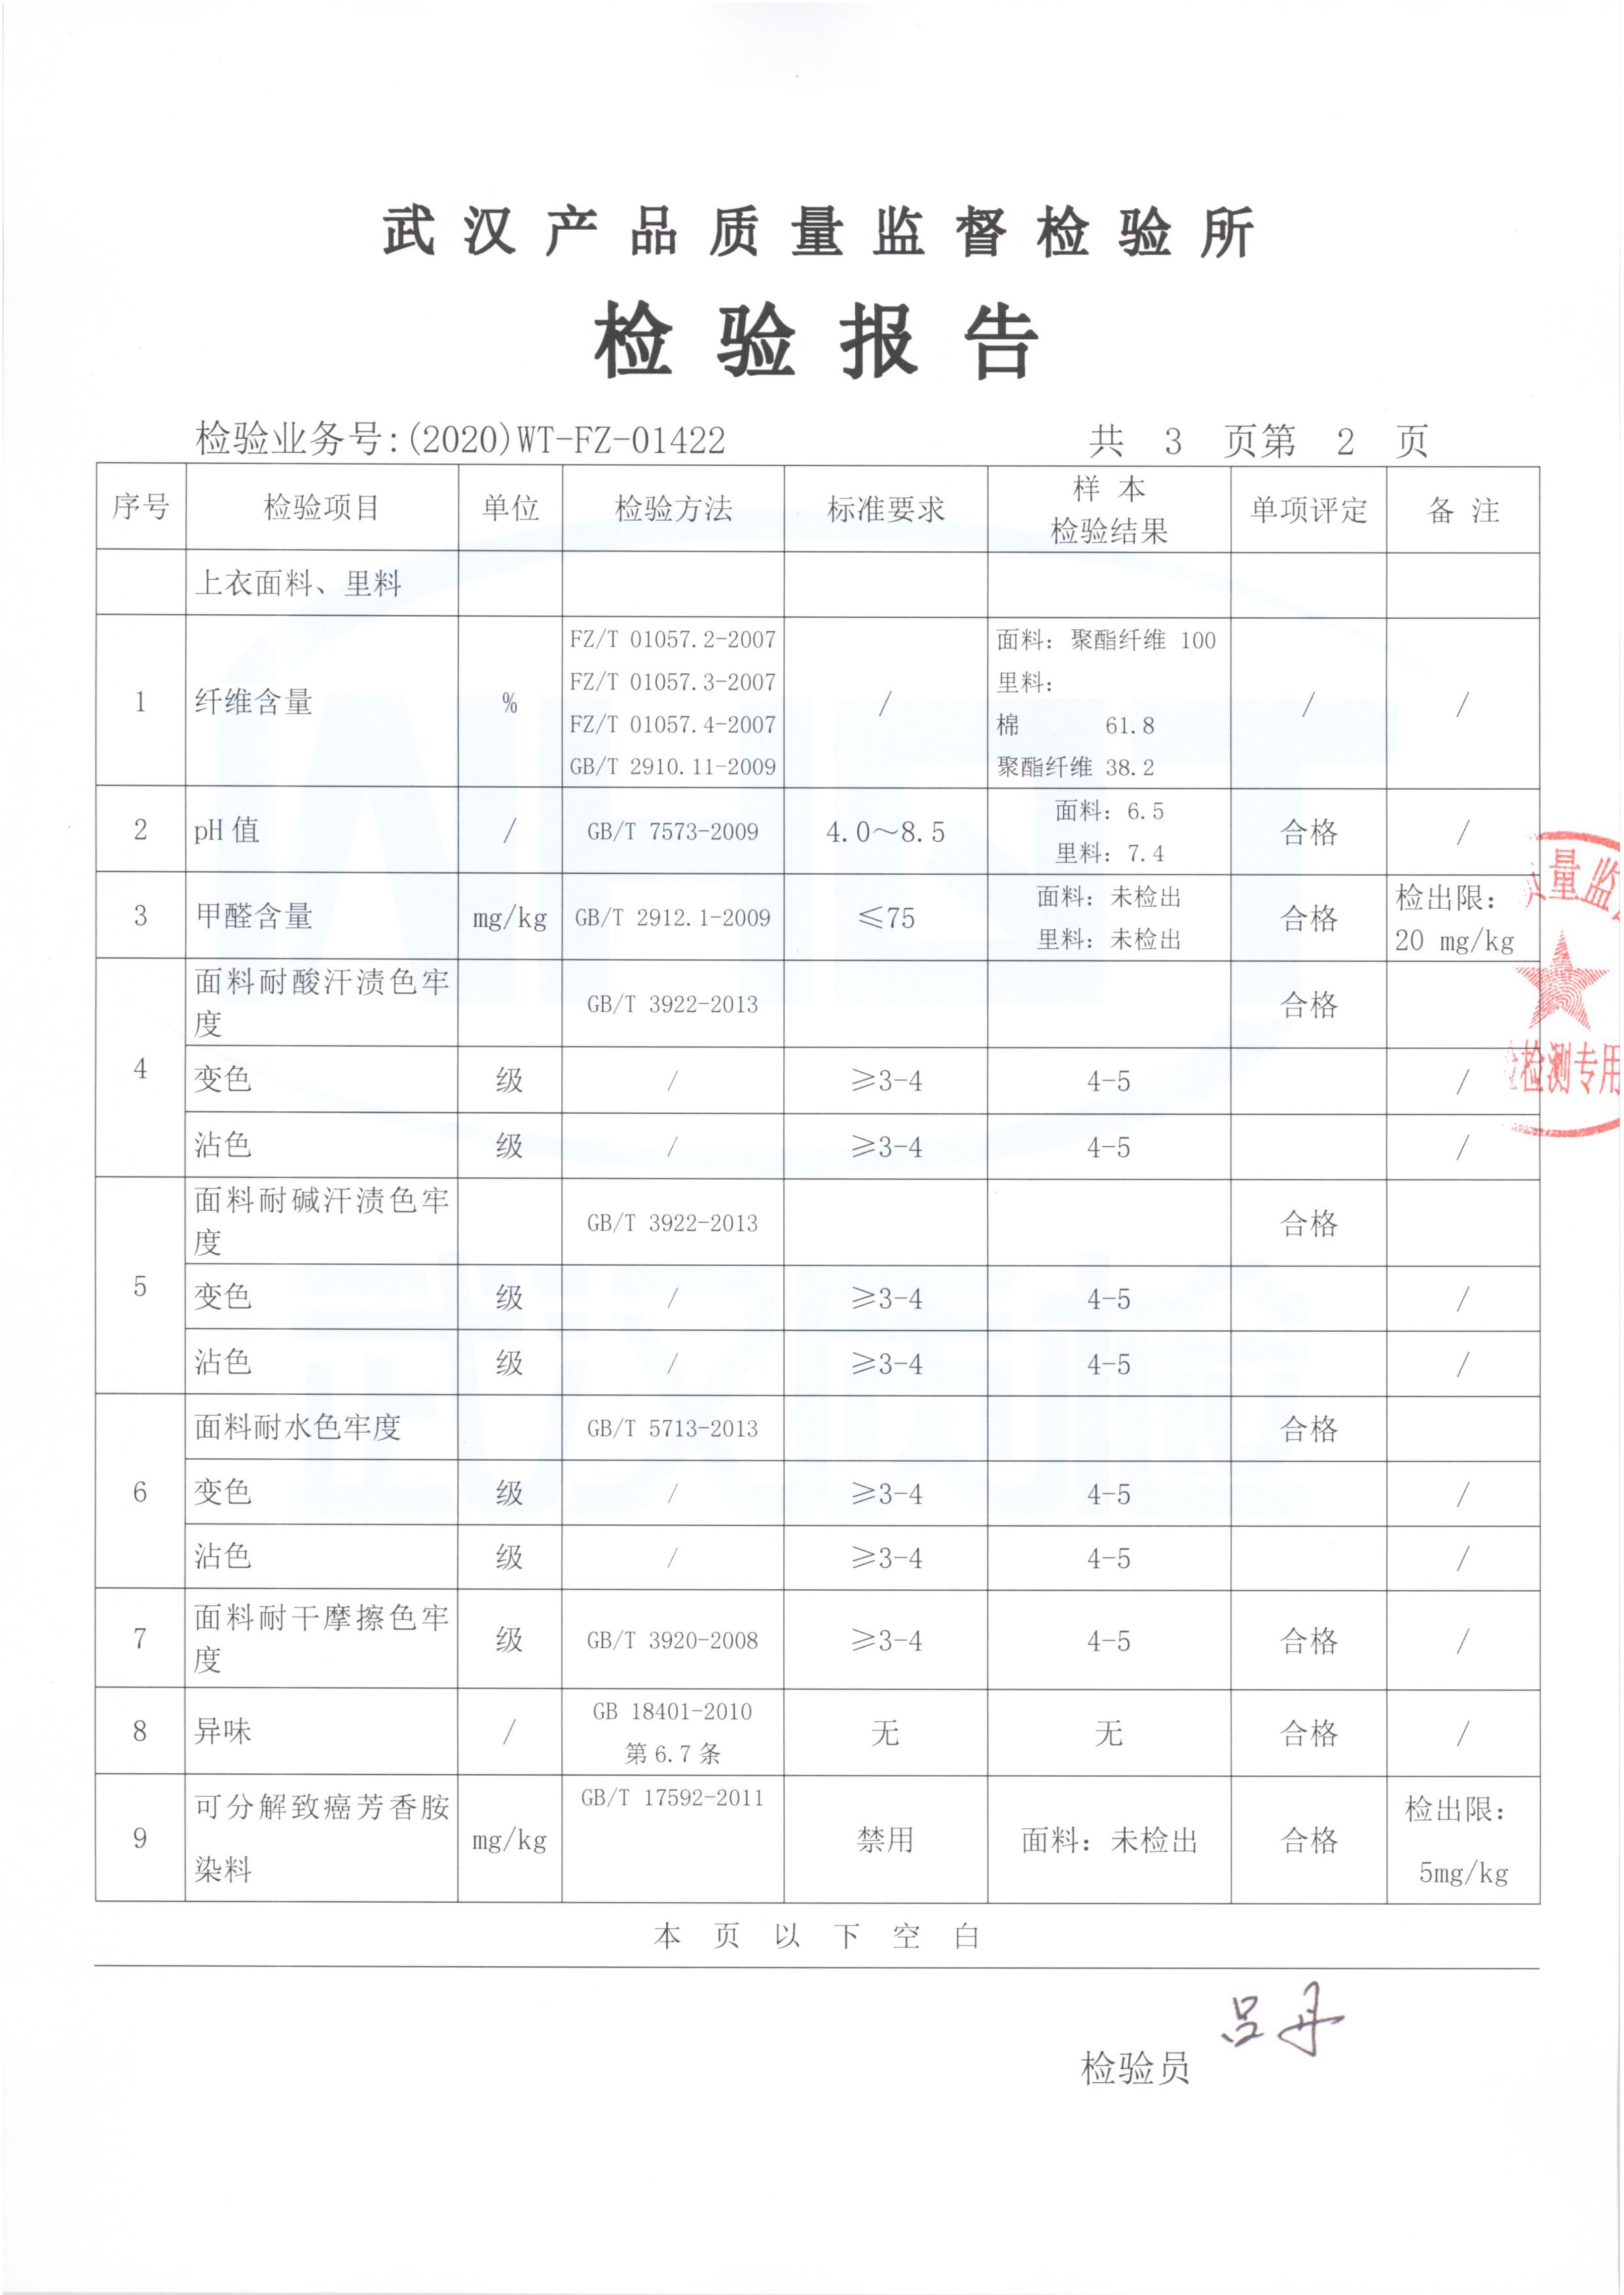 武汉产品质量监督检验所
检验报告
检验业务号:(2020)WT-FZ-01422 共 3 页第 2 页
序号 检验项目 单位 检验方法 标准要求 样本 检验结果 单项评定 备注
上衣面料、里料
1 纤维含量 % FZ/T 01057.2-2007 / 面料: 聚酯纤维 100 / /
FZ/T 01057.3-2007 里料:
FZ/T 01057.4-2007 棉 61.8
GB/T 2910.11-2009 聚酯纤维 38.2
2 pH 值 / GB/T 7573-2009 4.0~8.5 面料: 6.5 合格 /
里料: 7.4
3 甲醛含量 mg/kg GB/T 2912.1-2009 ≤75 面料: 未检出 合格 检出限:
里料: 未检出 20 mg/kg
4 面料耐酸汗渍色牢 GB/T 3922-2013 合格
度
变色 级 / ≥3-4 4-5 /
沾色 级 / ≥3-4 4-5 /
5 面料耐碱汗渍色牢 GB/T 3922-2013 合格
度
变色 级 / ≥3-4 4-5 /
沾色 级 / ≥3-4 4-5 /
6 面料耐水色牢度 GB/T 5713-2013 合格
变色 级 / ≥3-4 4-5 /
沾色 级 / ≥3-4 4-5 /
7 面料耐干摩擦色牢 级 GB/T 3920-2008 ≥3-4 4-5 合格 /
度
8 异味 / GB 18401-2010 无 无 合格 /
第 6.7 条
9 可分解致癌芳香胺 mg/kg GB/T 17592-2011 禁用 面料: 未检出 合格 检出限:
染料 5mg/kg
本页以下空白
检验员 吕丹
量监
检测专用
武汉质检